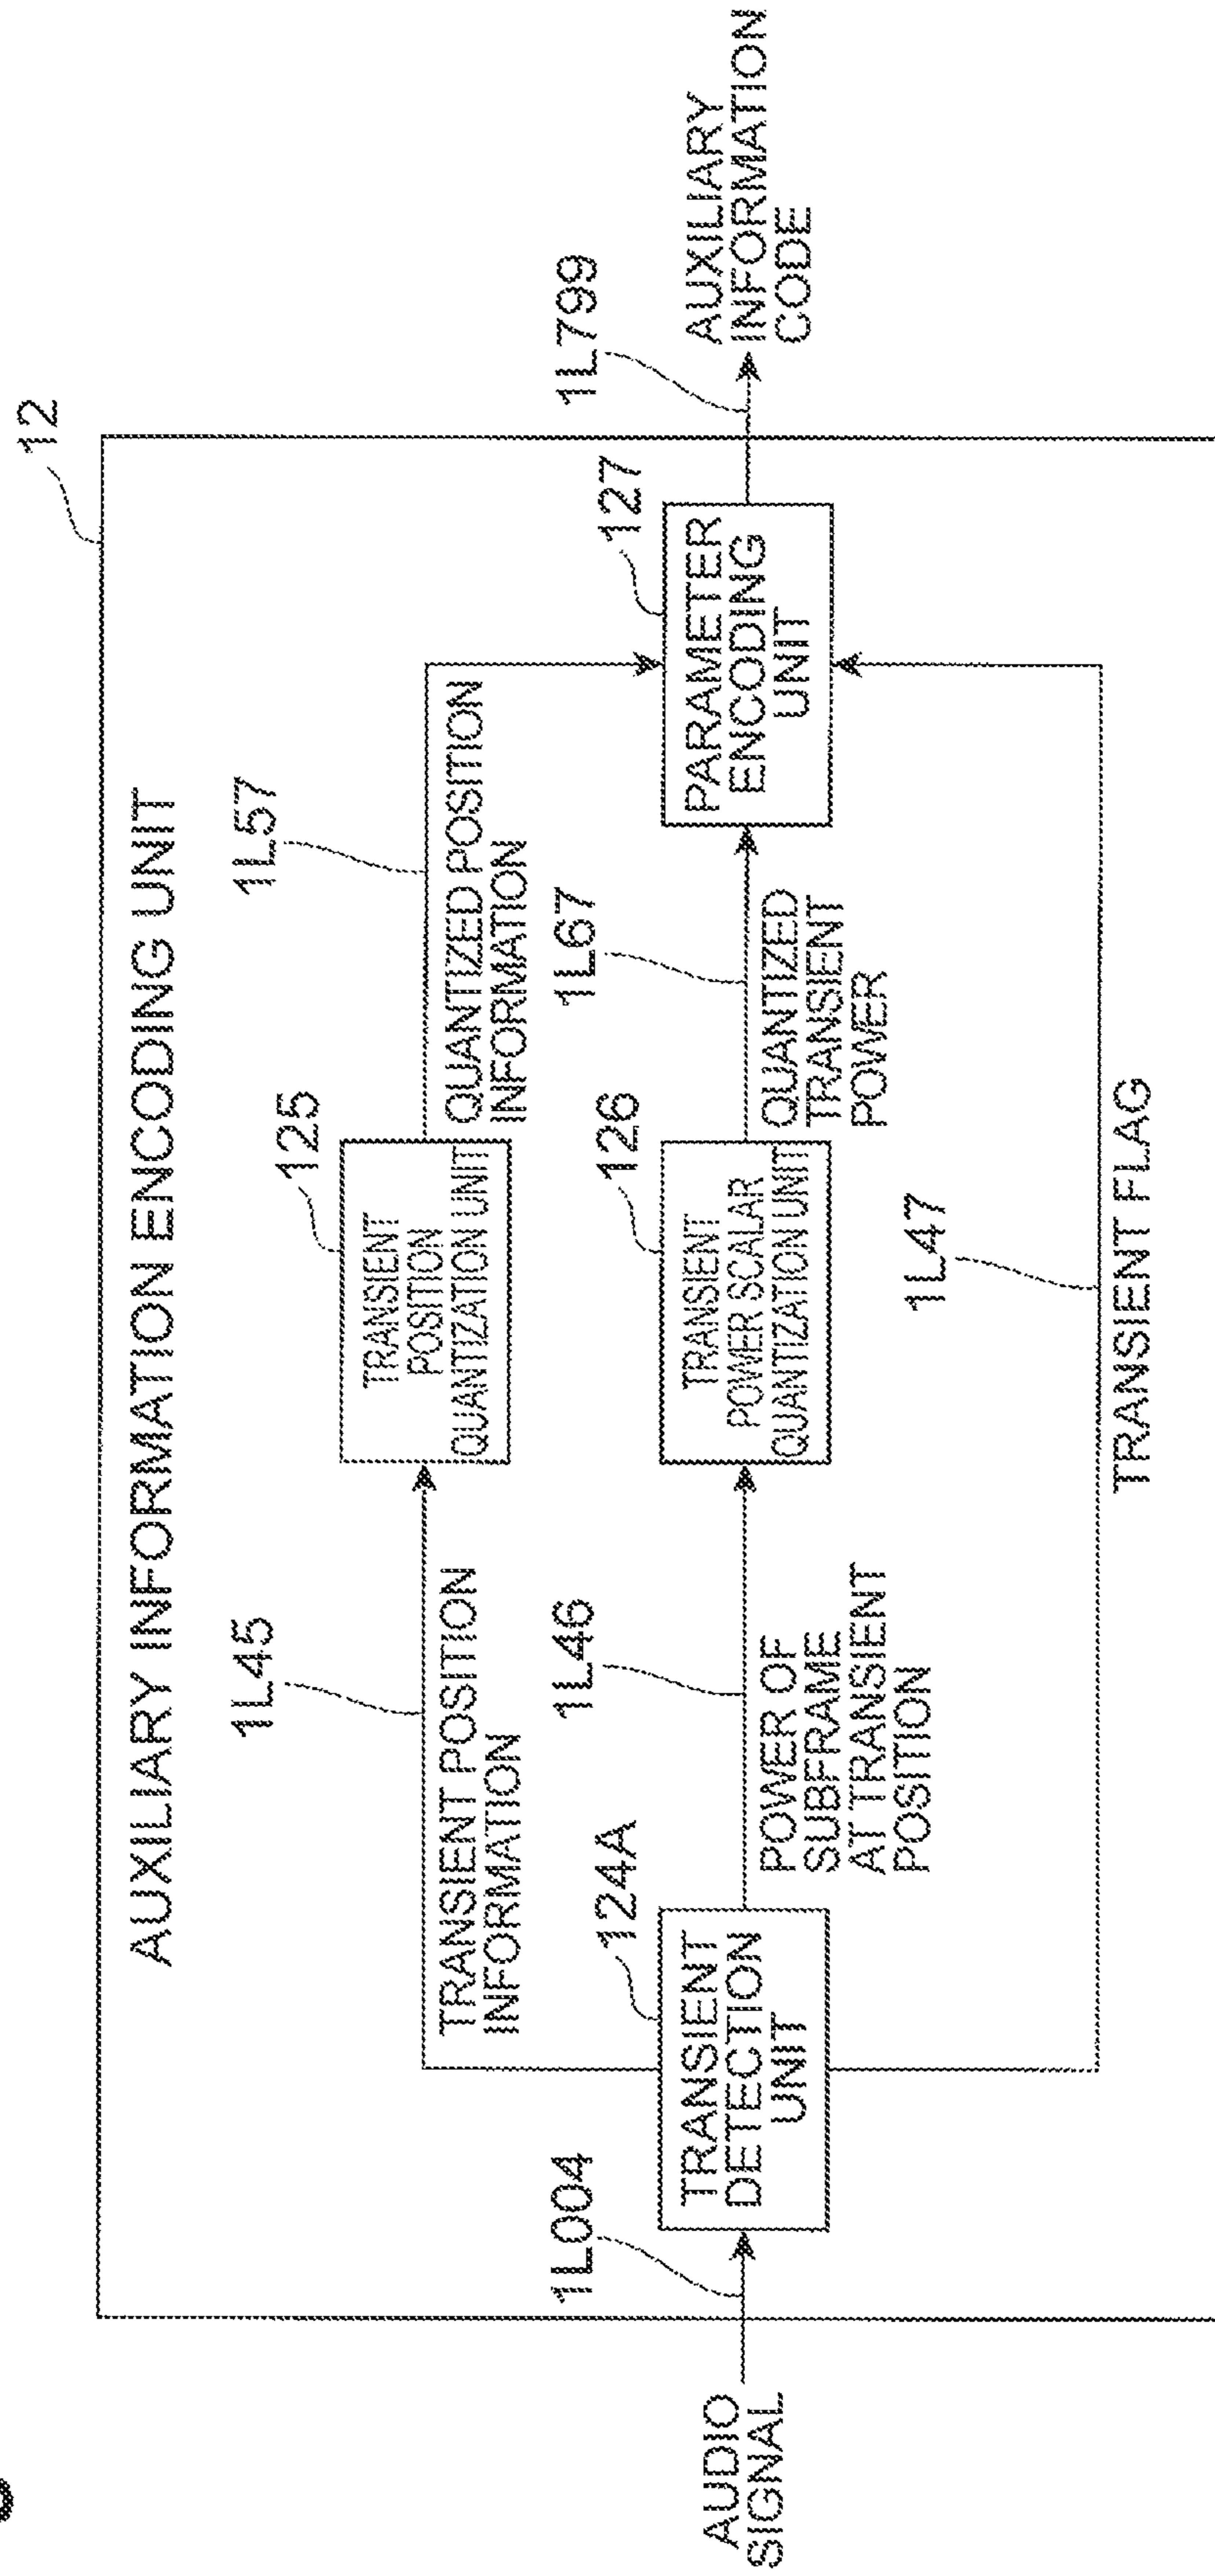 12
AUXILIARY INFORMATION ENCODING UNIT
1L45
1L57
125
TRANSIENT POSITION
INFORMATION
TRANSIENT
POSITION
QUANTIZATION UNIT
QUANTIZED POSITION
INFORMATION
1L004
124A
1L46
126
1L67
127
1L799
AUDIO
SIGNAL
TRANSIENT
DETECTION
UNIT
POWER OF
SUBFRAME
AT TRANSIENT
POSITION
TRANSIENT
POWER SCALAR
QUANTIZATION UNIT
QUANTIZED
TRANSIENT
POWER
PARAMETER
ENCODING
UNIT
AUXILIARY
INFORMATION
CODE
1L47
TRANSIENT FLAG